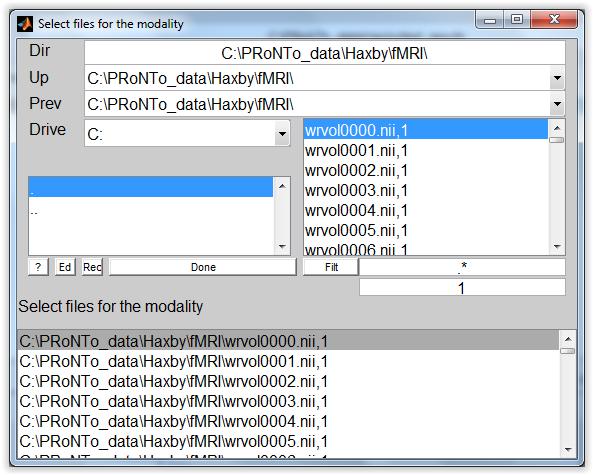 Select files for the modality
Dir C:\PRoNTo_data\Haxby\fMRI\
Up C:\PRoNTo_data\Haxby\fMRI\
Prev C:\PRoNTo_data\Haxby\fMRI\
Drive C:
wrvol0000.nii,1
wrvol0001.nii,1
wrvol0002.nii,1
wrvol0003.nii,1
wrvol0004.nii,1
wrvol0005.nii,1
wrvol0006.nii,1
.
..
? Ed Rec Done Filt .*
1
Select files for the modality
C:\PRoNTo_data\Haxby\fMRI\wrvol0000.nii,1
C:\PRoNTo_data\Haxby\fMRI\wrvol0001.nii,1
C:\PRoNTo_data\Haxby\fMRI\wrvol0002.nii,1
C:\PRoNTo_data\Haxby\fMRI\wrvol0003.nii,1
C:\PRoNTo_data\Haxby\fMRI\wrvol0004.nii,1
C:\PRoNTo_data\Haxby\fMRI\wrvol0005.nii,1